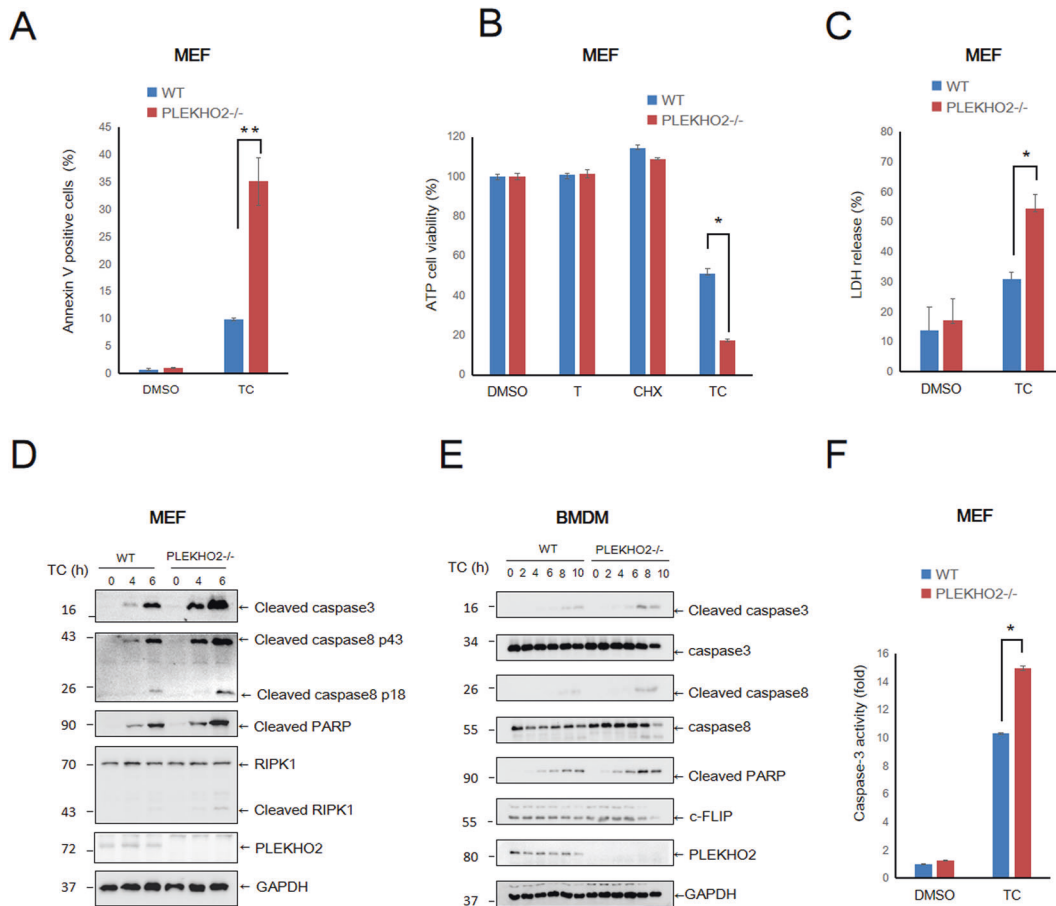 A
MEF
WT
PLEKHO2-/-
Annexin V positive cells (%)
45
40
35
30
25
20
15
10
5
0
**
DMSO TC
B
MEF
WT
PLEKHO2-/-
ATP cell viability (%)
120
100
80
60
40
20
0
*
DMSO T CHX TC
C
MEF
WT
PLEKHO2-/-
LDH release (%)
80
70
60
50
40
30
20
10
0
*
DMSO TC
D
MEF
WT PLEKHO2-/-
TC (h) 0 4 6 0 4 6
16 Cleaved caspase3
43 Cleaved caspase8 p43
26 Cleaved caspase8 p18
90 Cleaved PARP
70 RIPK1
43 Cleaved RIPK1
72 PLEKHO2
37 GAPDH
E
BMDM
WT PLEKHO2-/-
TC (h) 0 2 4 6 8 10 0 2 4 6 8 10
16 Cleaved caspase3
34 caspase3
26 Cleaved caspase8
55 caspase8
90 Cleaved PARP
55 c-FLIP
80 PLEKHO2
37 GAPDH
F
MEF
WT
PLEKHO2-/-
Caspase-3 activity (fold)
16
14
12
10
8
6
4
2
0
*
DMSO TC